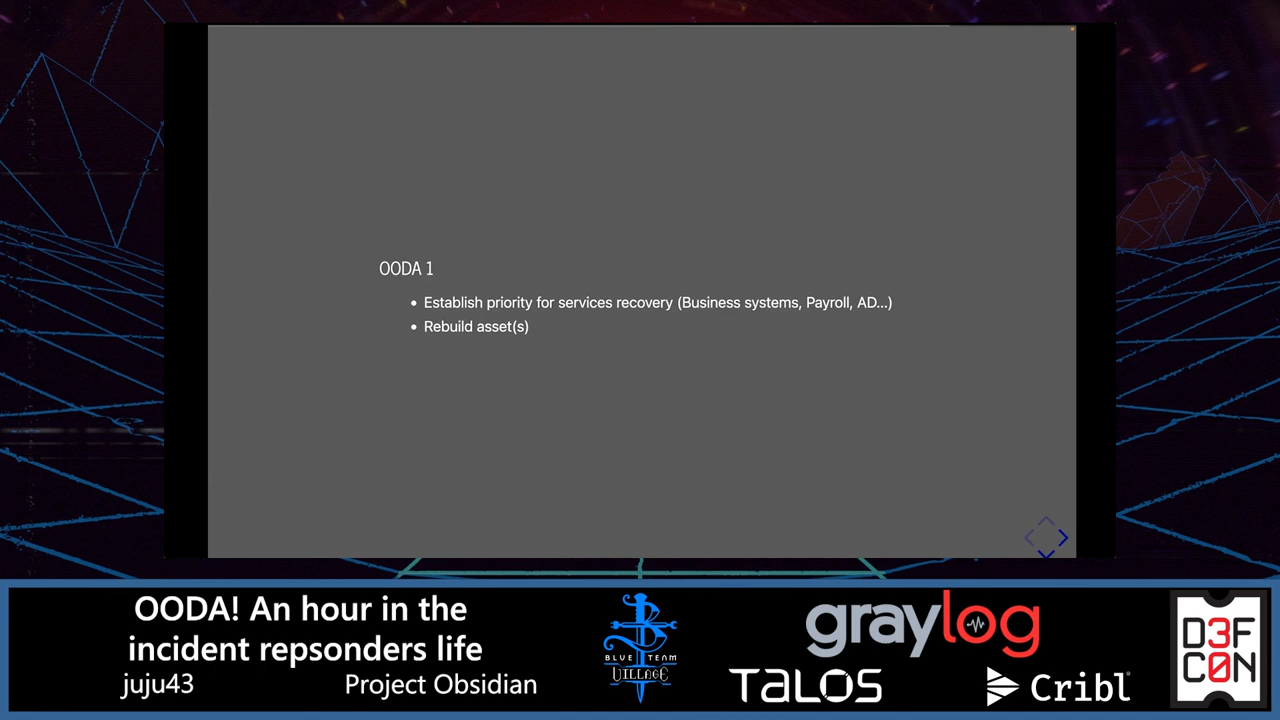 OODA 1
• Establish priority for services recovery (Business systems, Payroll, AD...)
• Rebuild asset(s)
OODA! An hour in the
incident repsonders life
juju43
Project Obsidian
BLUE TEAM
VILLAGE
graylog
TALOS
Cribl
D3F
C0N